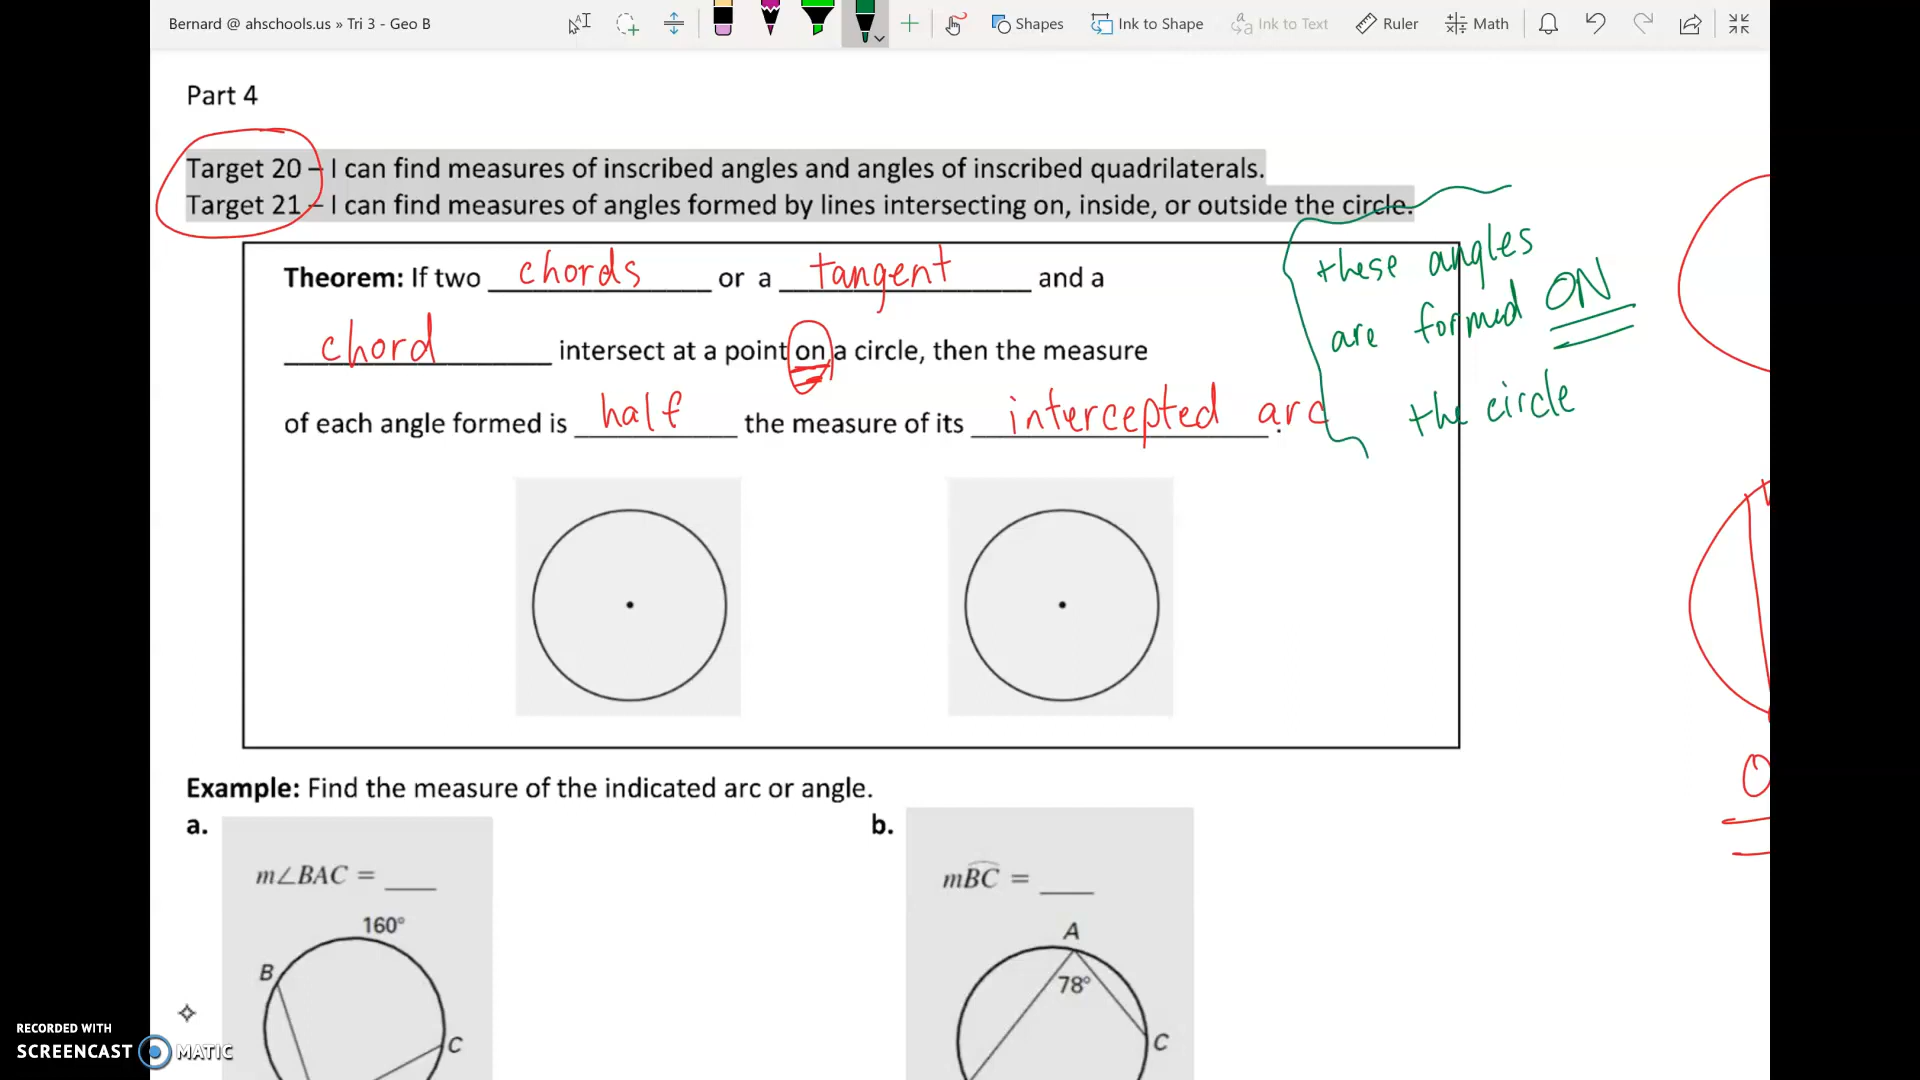 Bernard @ ahschools.us » Tri 3 - Geo B
Shapes Ink to Shape Ink to Text Ruler Math
Part 4
Target 20 – I can find measures of inscribed angles and angles of inscribed quadrilaterals.
Target 21 – I can find measures of angles formed by lines intersecting on, inside, or outside the circle.
Theorem: If two chords or a tangent and a
chord intersect at a point on a circle, then the measure
of each angle formed is half the measure of its intercepted arc.
these angles
are formed ON
the circle
Example: Find the measure of the indicated arc or angle.
a.
m∠BAC = ___
160°
B
C
b.
mBC = ___
A
78°
C
RECORDED WITH
SCREENCAST MATIC